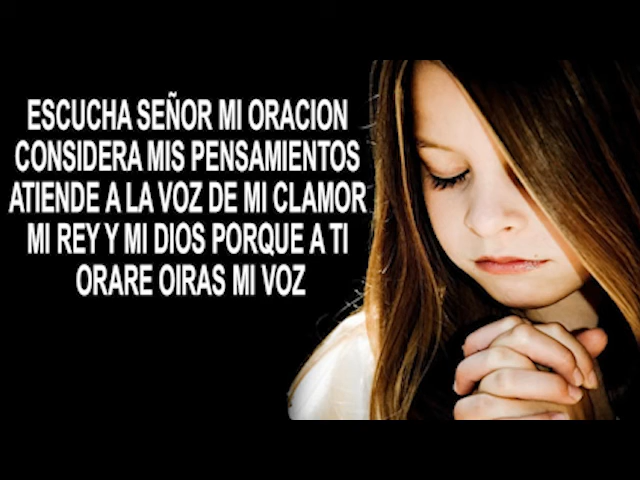 ESCUCHA SEÑOR MI ORACION
CONSIDERA MIS PENSAMIENTOS
ATIENDE A LA VOZ DE MI CLAMOR
MI REY Y MI DIOS PORQUE A TI
ORARE OIRAS MI VOZ